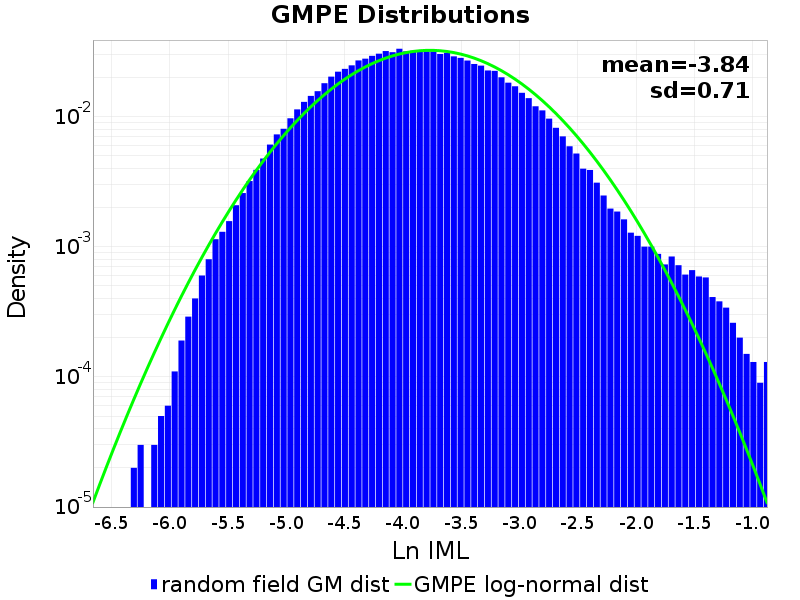 GMPE Distributions
mean=-3.84
sd=0.71
Density
10-2
10-3
10-4
10-5
-6.5 -6.0 -5.5 -5.0 -4.5 -4.0 -3.5 -3.0 -2.5 -2.0 -1.5 -1.0
Ln IML
random field GM dist GMPE log-normal dist